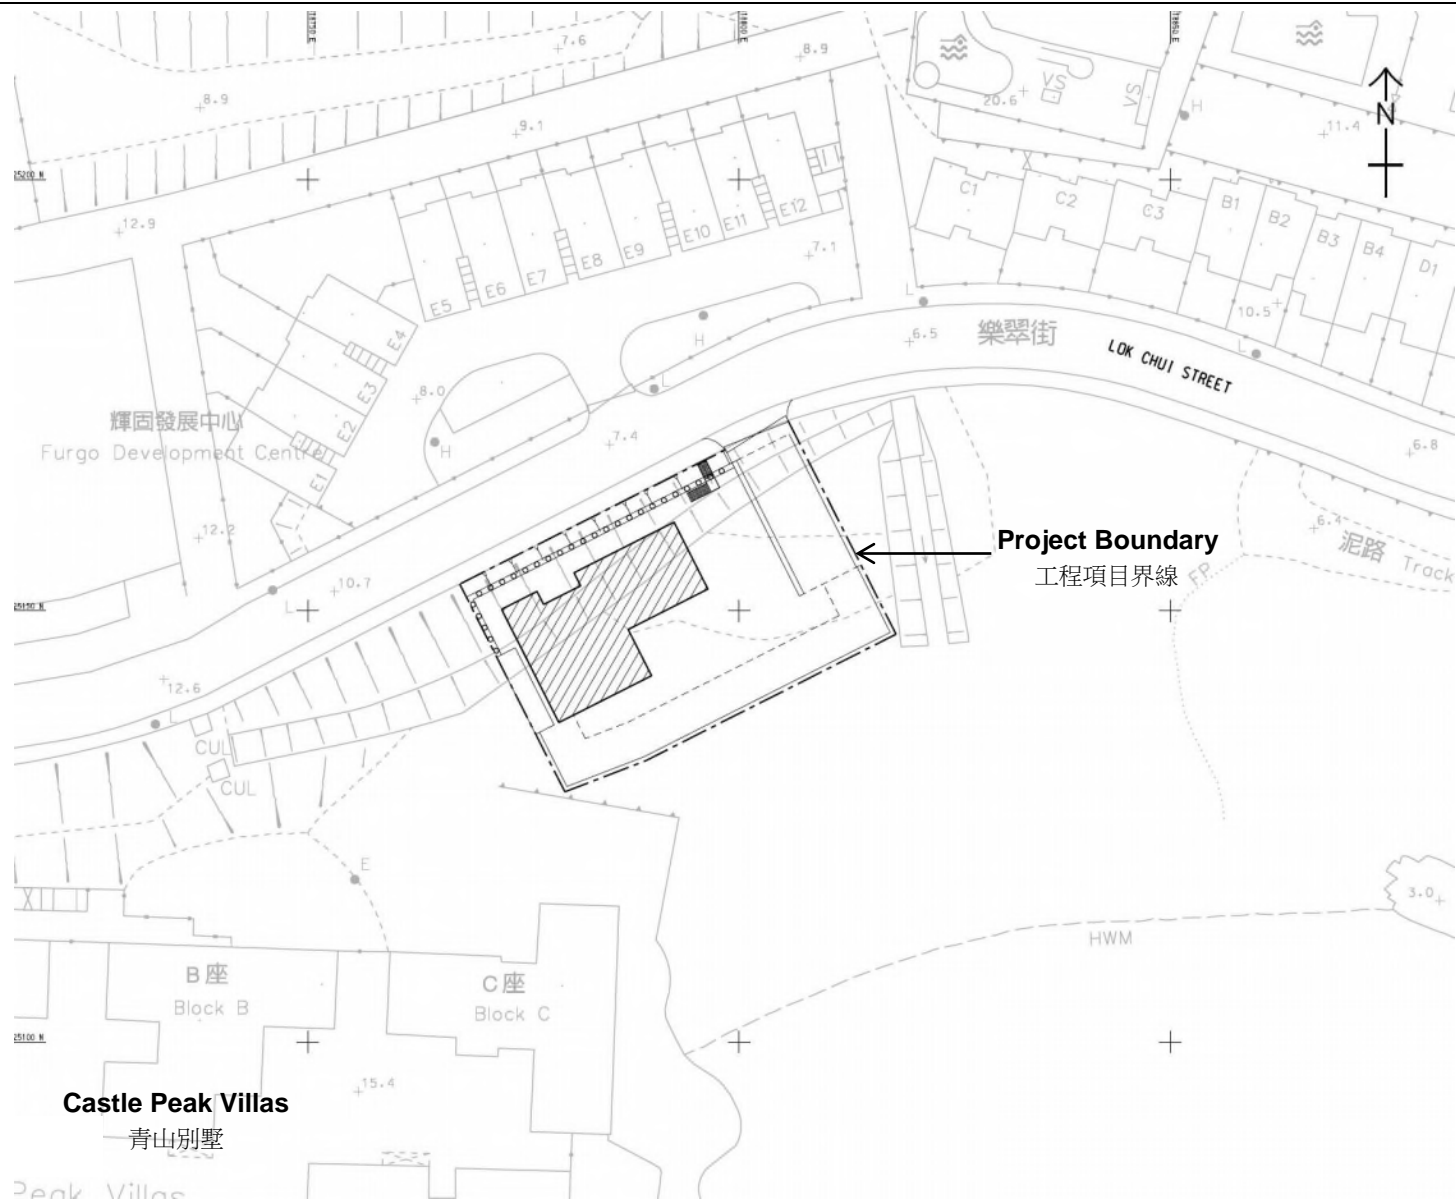 18750 E
18800 E
18850 E
7.6
8.9
8.9
VS
VS
20.6
H
11.4
N
9.1
25200 N
12.9
C1
C2
C3
B1
B2
B3
B4
D1
E12
E11
E10
E9
E8
E7
E6
E5
7.1
L
10.5
L
6.5
樂翠街
LOK CHUI STREET
H
E4
E3
E2
E1
8.0
L
H
7.4
6.8
輝固發展中心
Furgo Development Centre
12.2
6.4
泥路 Track
Project Boundary
工程項目界線
FP
10.7
L
25150 N
12.6
L
CUL
CUL
E
3.0
HWM
B座
Block B
C座
Block C
25100 N
15.4
Castle Peak Villas
青山別墅
Peak Villas